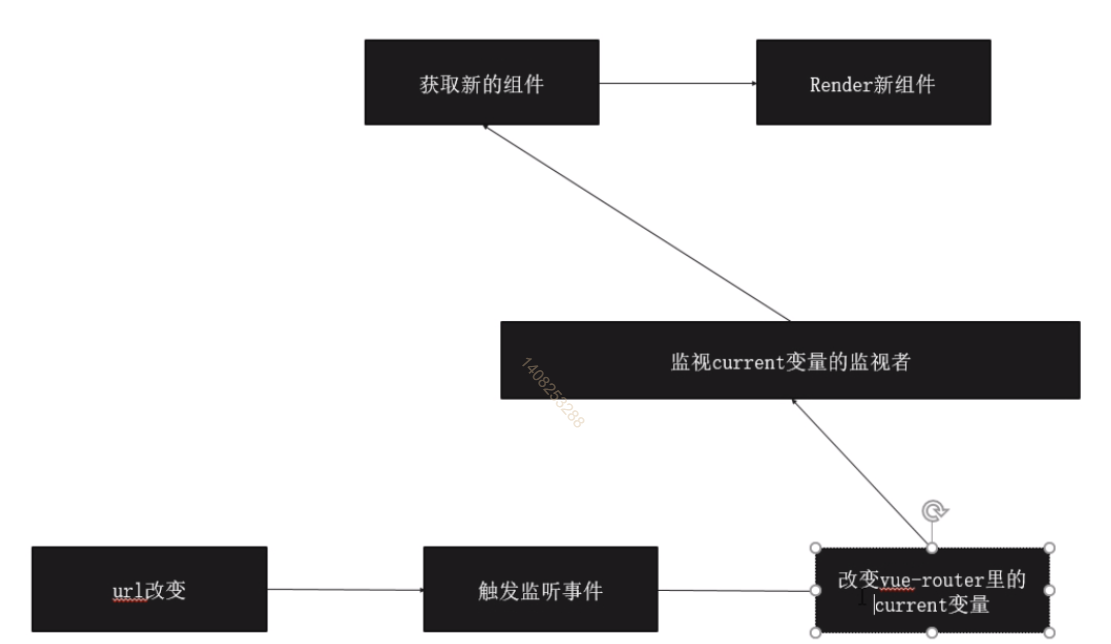 获取新的组件
Render新组件
监视current变量的监视者
1408253288
url改变
触发监听事件
改变vue-router里的
current变量